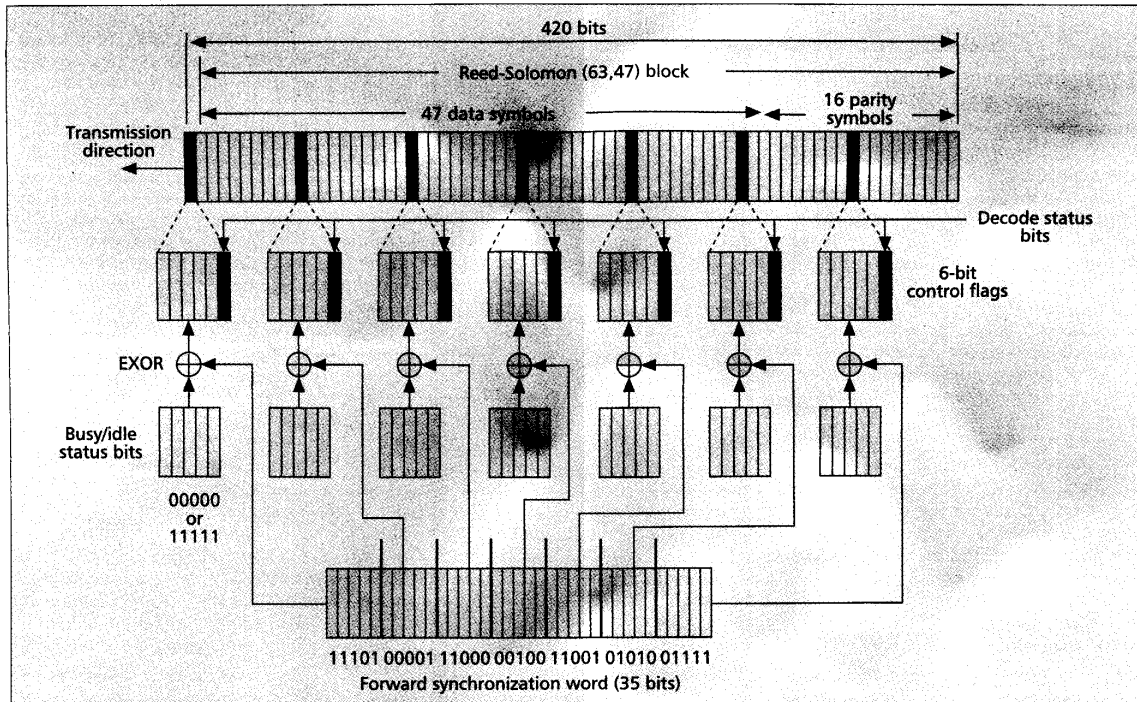 420 bits
Reed-Solomon (63,47) block
47 data symbols
16 parity
symbols
Transmission
direction
Decode status
bits
6-bit
control flags
EXOR
Busy/idle
status bits
00000
or
11111
11101 00001 11000 00100 11001 01010 01111
Forward synchronization word (35 bits)